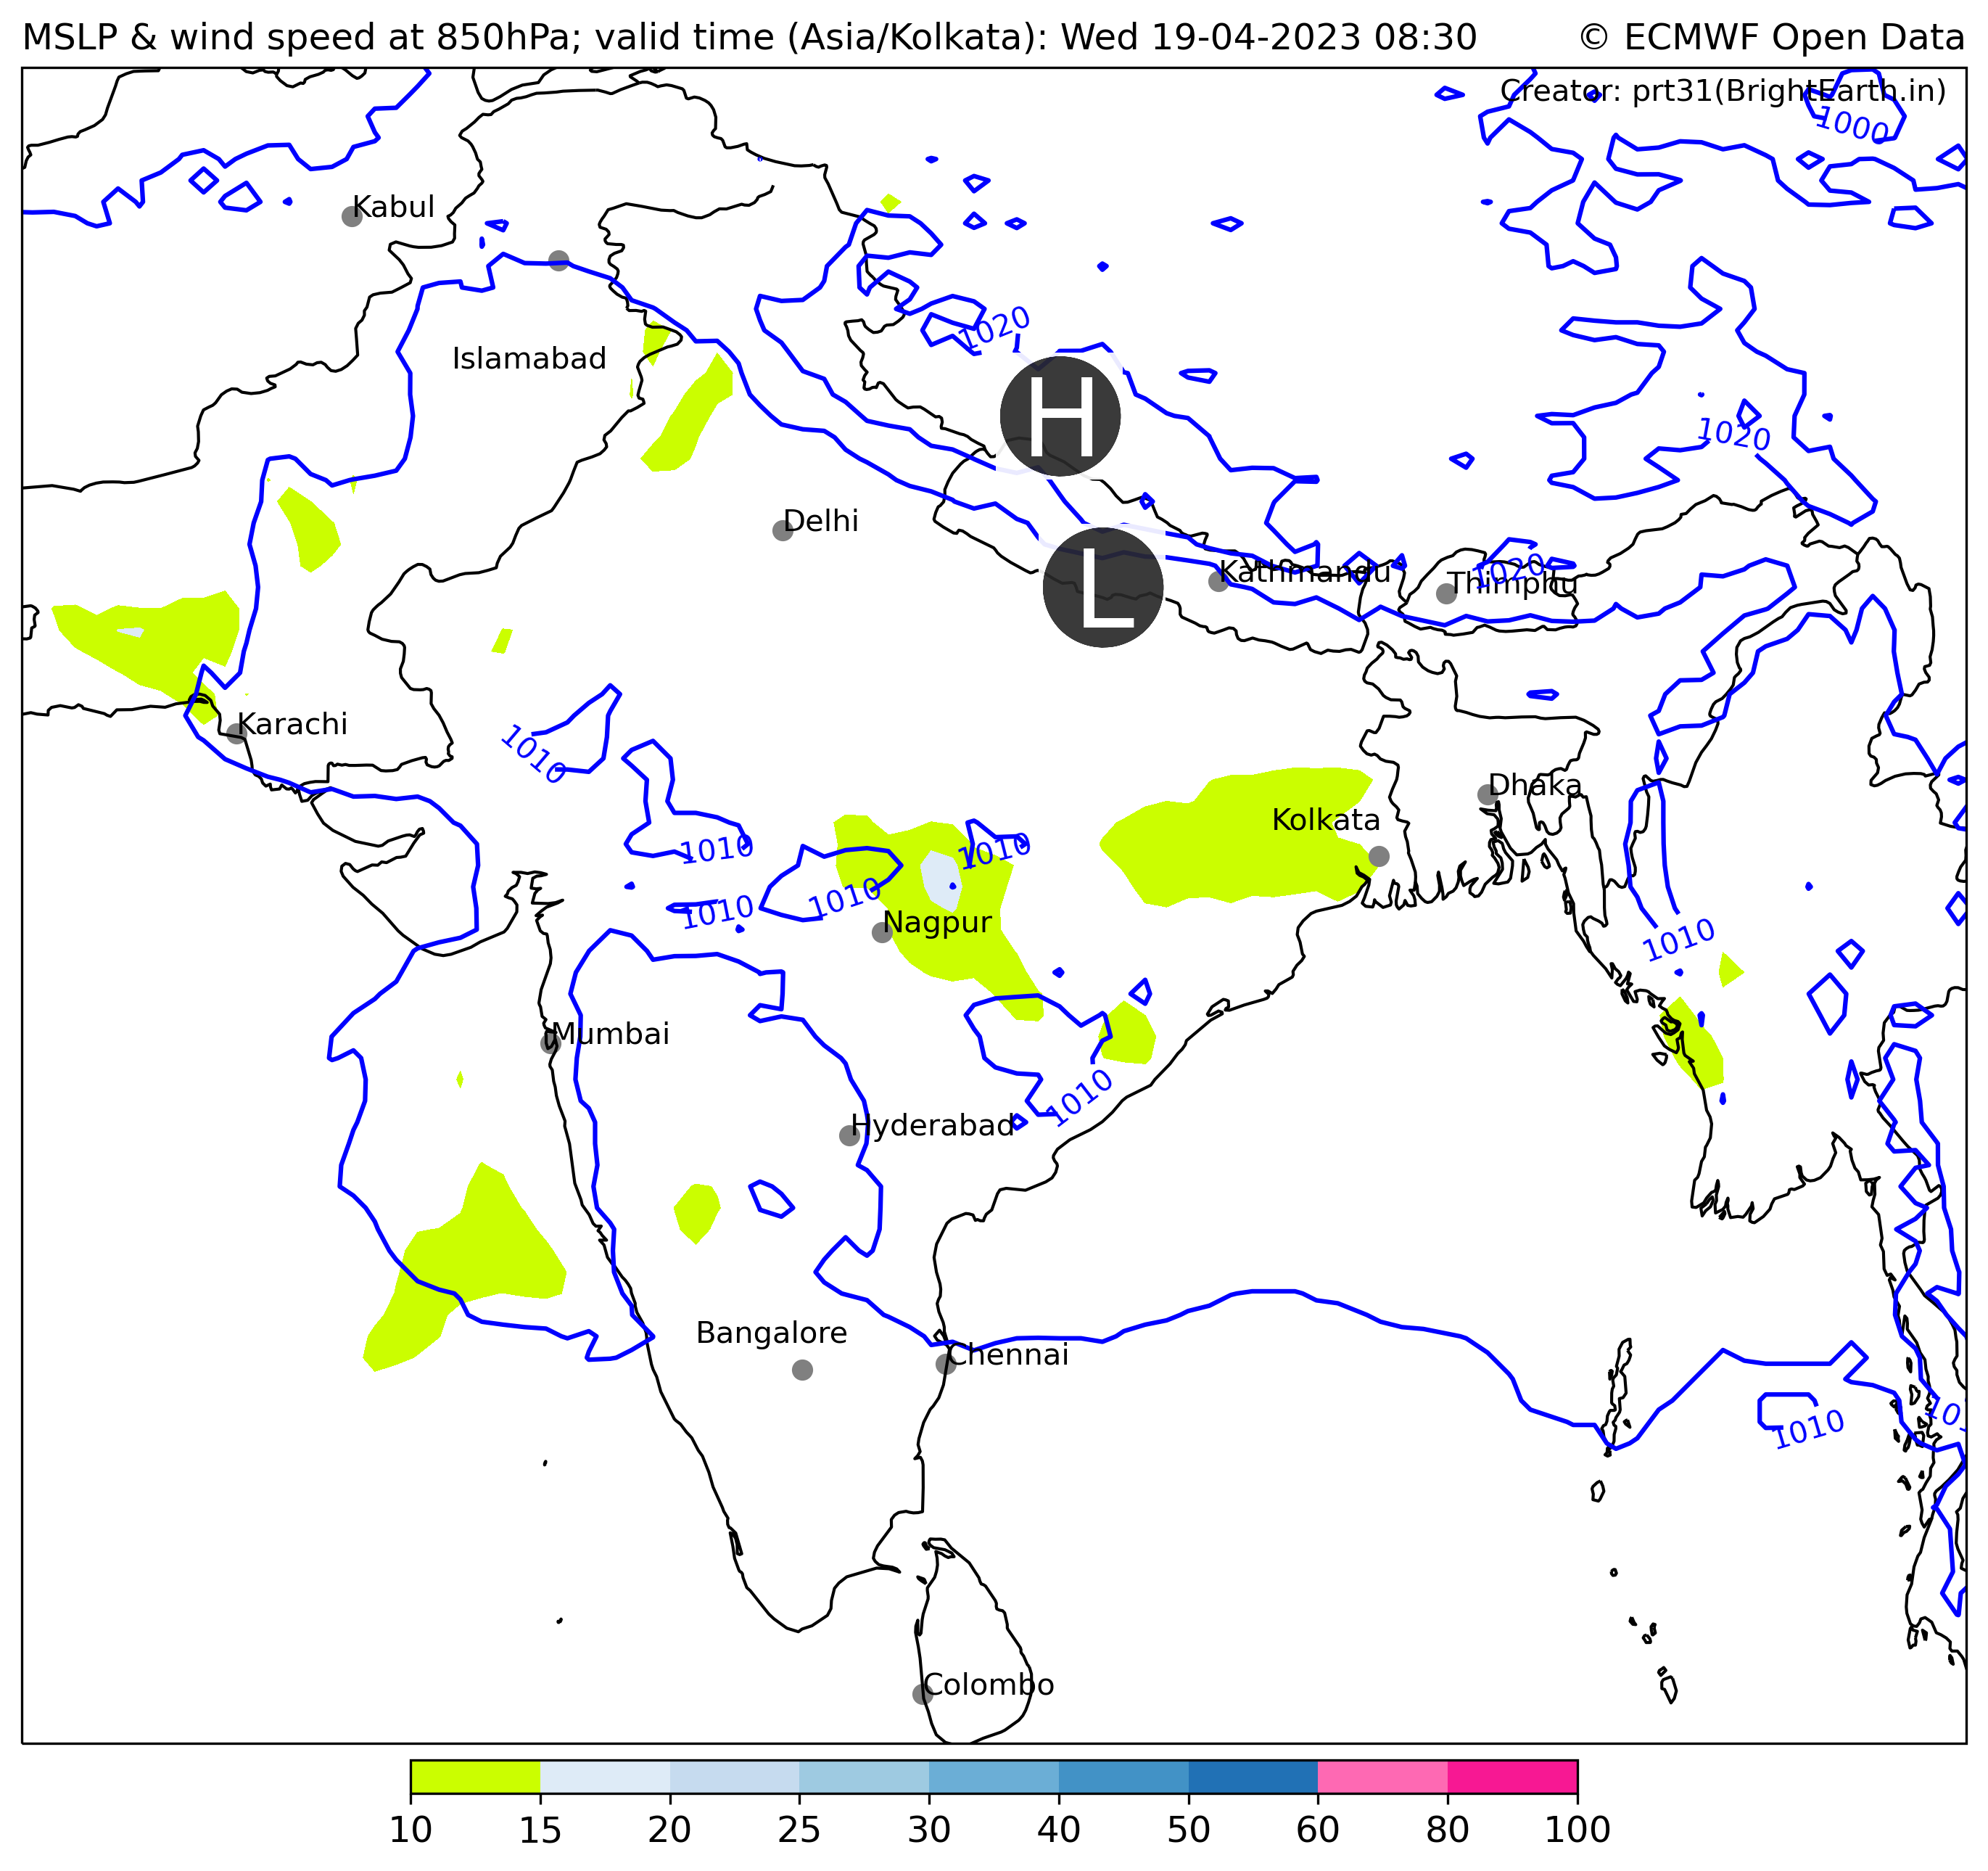 MSLP & wind speed at 850hPa; valid time (Asia/Kolkata): Wed 19-04-2023 08:30 © ECMWF Open Data
Creator: prt31(BrightEarth.in)
1000
Kabul
1020
Islamabad
H
1020
Delhi
L
Kathmandu
1020
Thimphu
Karachi
1010
Dhaka
Kolkata
1010
1010
1010
1010
Nagpur
1010
Mumbai
1010
Hyderabad
Bangalore
Chennai
1010
Colombo
10 15 20 25 30 40 50 60 80 100